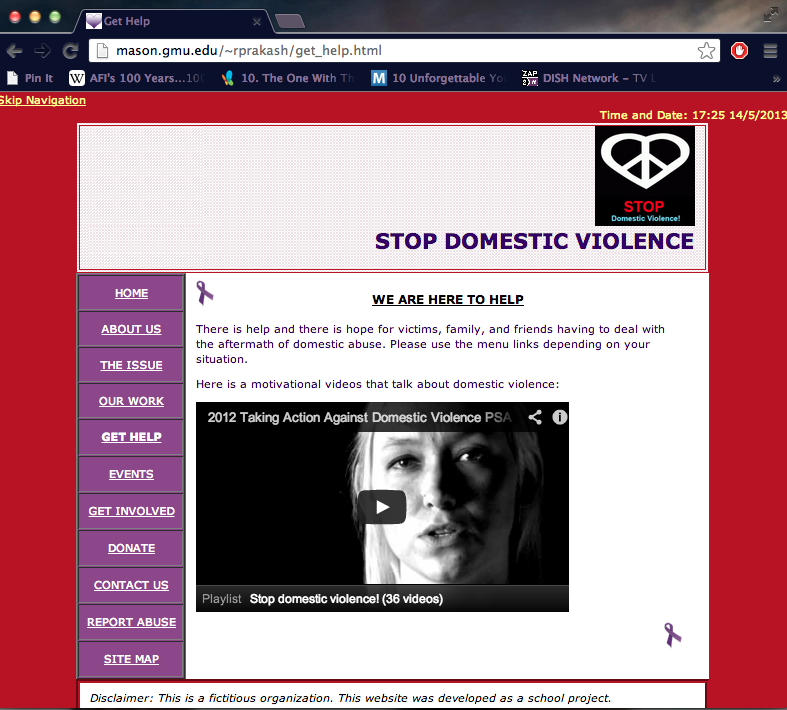 Get Help
mason.gmu.edu/~rprakash/get_help.html
Pin It
W AFI's 100 Years...100
10. The One With Th
M 10 Unforgettable Yo
ZAP DISH Network – TV L
»
Skip Navigation
Time and Date: 17:25 14/5/2013
STOP
Domestic Violence!
STOP DOMESTIC VIOLENCE
HOME
ABOUT US
THE ISSUE
OUR WORK
GET HELP
EVENTS
GET INVOLVED
DONATE
CONTACT US
REPORT ABUSE
SITE MAP
WE ARE HERE TO HELP
There is help and there is hope for victims, family, and friends having to deal with
the aftermath of domestic abuse. Please use the menu links depending on your
situation.
Here is a motivational videos that talk about domestic violence:
2012 Taking Action Against Domestic Violence PSA
Playlist Stop domestic violence! (36 videos)
Disclaimer: This is a fictitious organization. This website was developed as a school project.